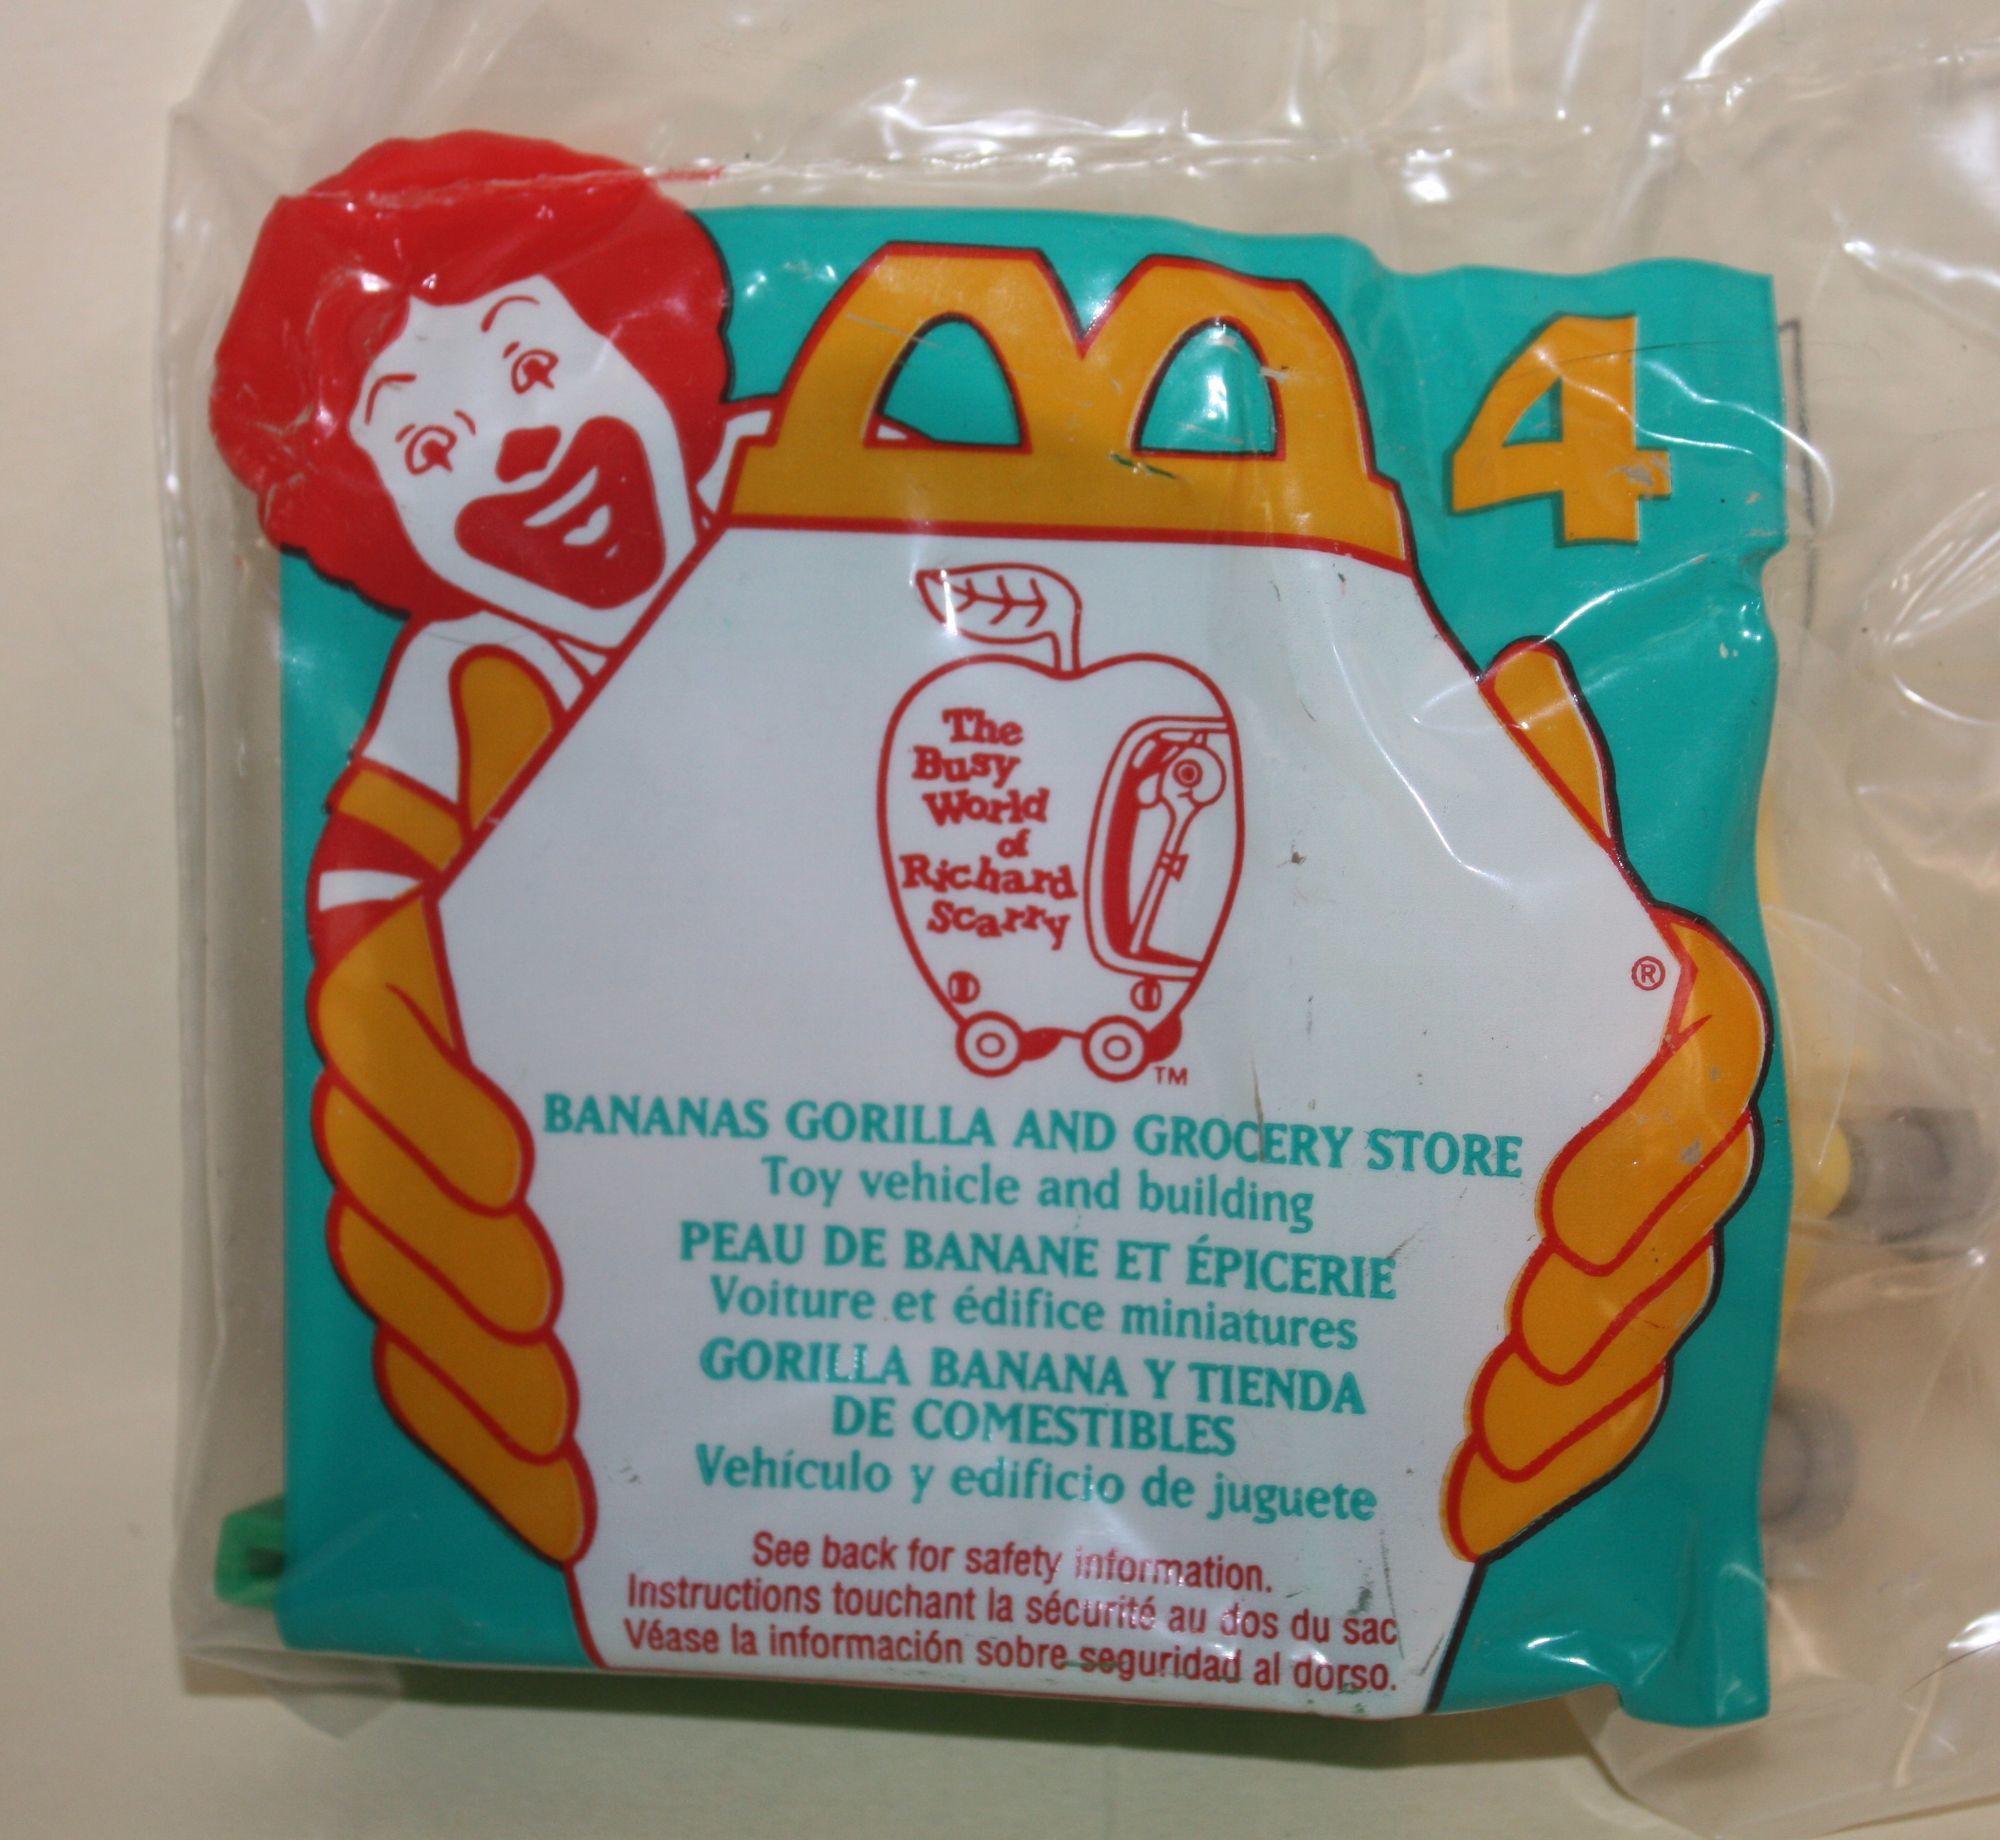 4
The
Busy
World
of
Richard
Scarry
®
TM
BANANAS GORILLA AND GROCERY STORE
Toy vehicle and building
PEAU DE BANANE ET ÉPICERIE
Voiture et édifice miniatures
GORILLA BANANA Y TIENDA
DE COMESTIBLES
Vehículo y edificio de juguete
See back for safety information.
Instructions touchant la sécurité au dos du sac
Véase la información sobre seguridad al dorso.